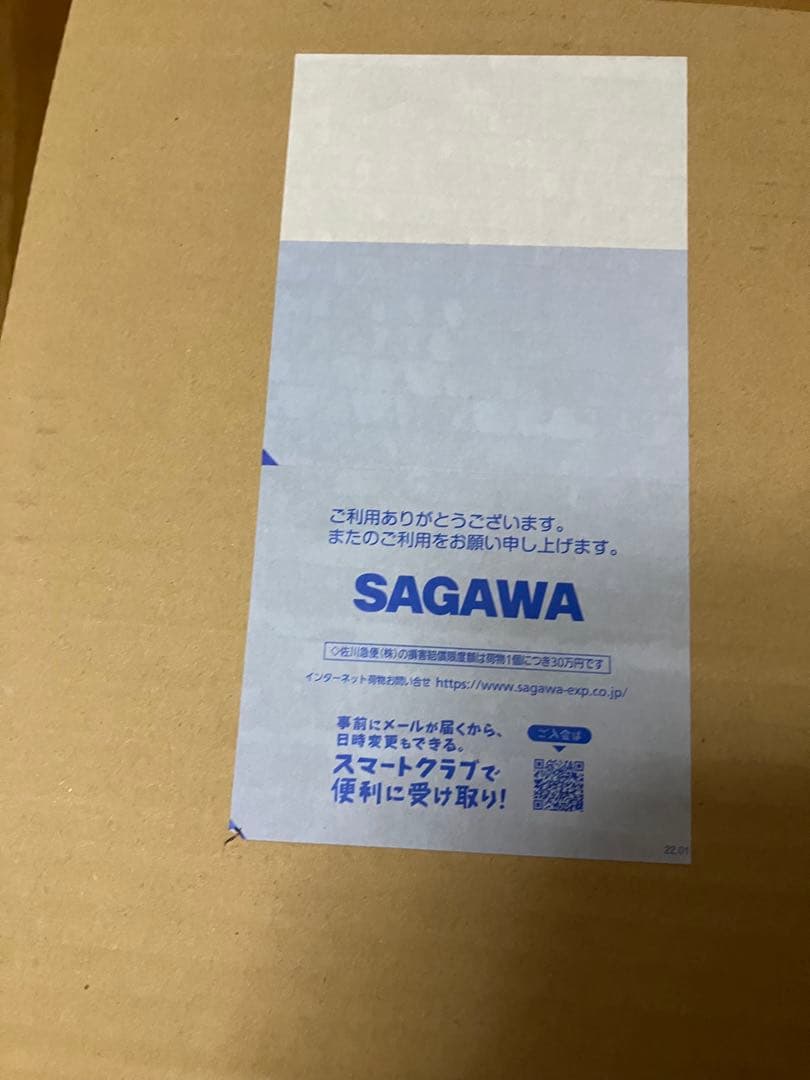 ご利用ありがとうございます。
またのご利用をお願い申し上げます。
SAGAWA
◇佐川急便(株)の損害賠償限度額は荷物1個につき30万円です
インターネット荷物お問い合せ https://www.sagawa-exp.co.jp/
事前にメールが届くから、
日時変更もできる。
スマートクラブで
便利に受け取り!
ご入会は
22.01